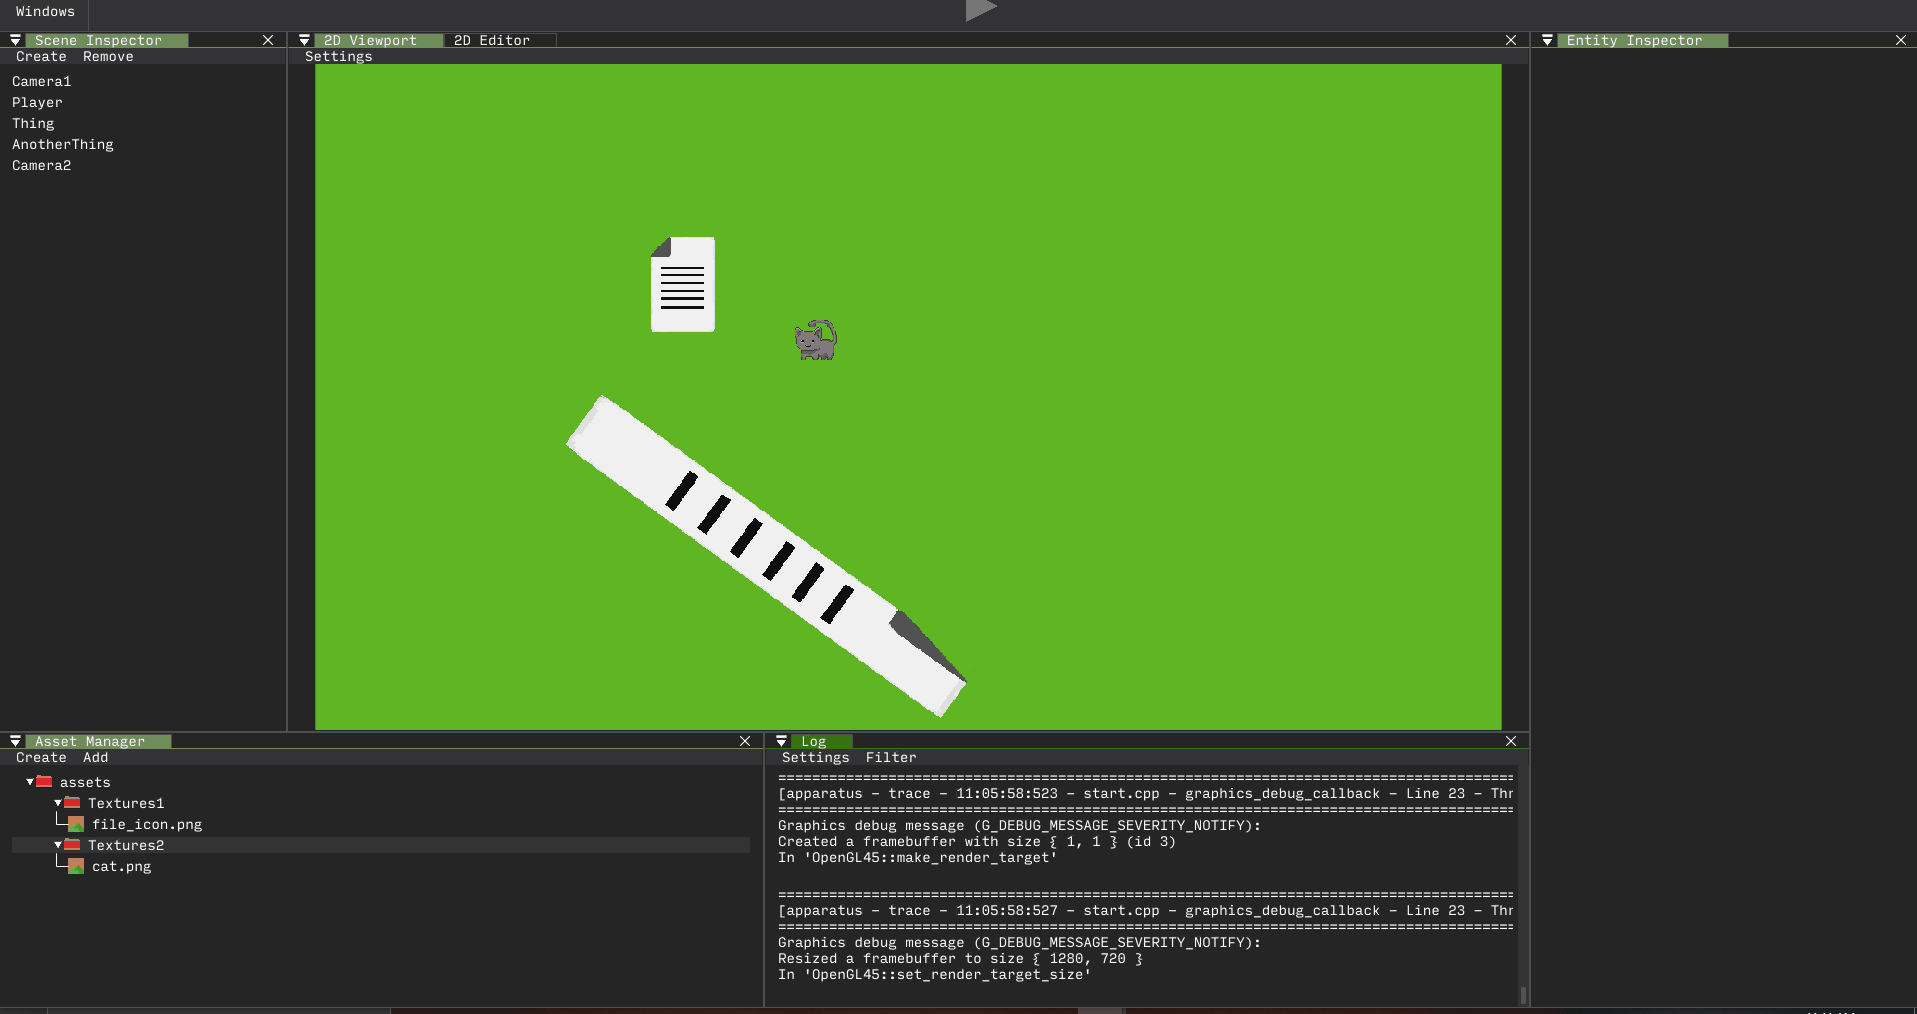 Windows
Scene Inspector
Create Remove
Camera1
Player
Thing
AnotherThing
Camera2
2D Viewport 2D Editor
Settings
Entity Inspector
Asset Manager
Create Add
assets
Textures1
file_icon.png
Textures2
cat.png
Log
Settings Filter
================================================================================
[apparatus - trace - 11:05:58:523 - start.cpp - graphics_debug_callback - Line 23 - Thr
================================================================================
Graphics debug message (G_DEBUG_MESSAGE_SEVERITY_NOTIFY):
Created a framebuffer with size { 1, 1 } (id 3)
In 'OpenGL45::make_render_target'
================================================================================
[apparatus - trace - 11:05:58:527 - start.cpp - graphics_debug_callback - Line 23 - Thr
================================================================================
Graphics debug message (G_DEBUG_MESSAGE_SEVERITY_NOTIFY):
Resized a framebuffer to size { 1280, 720 }
In 'OpenGL45::set_render_target_size'